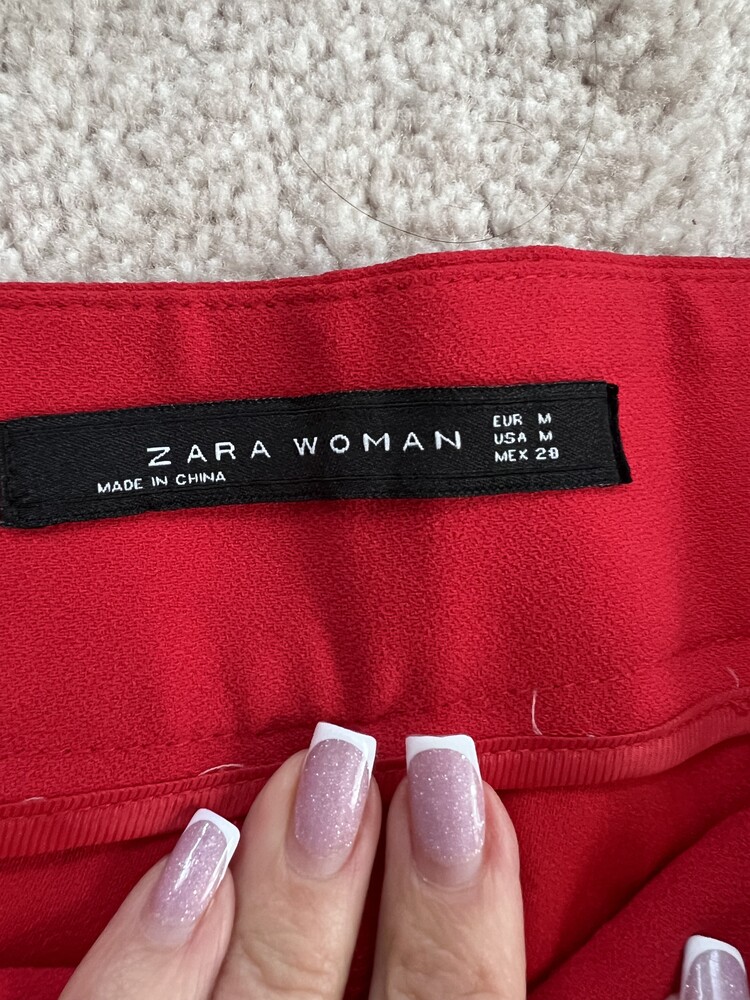 ZARA WOMAN
MADE IN CHINA
EUR M
USA M
MEX 28